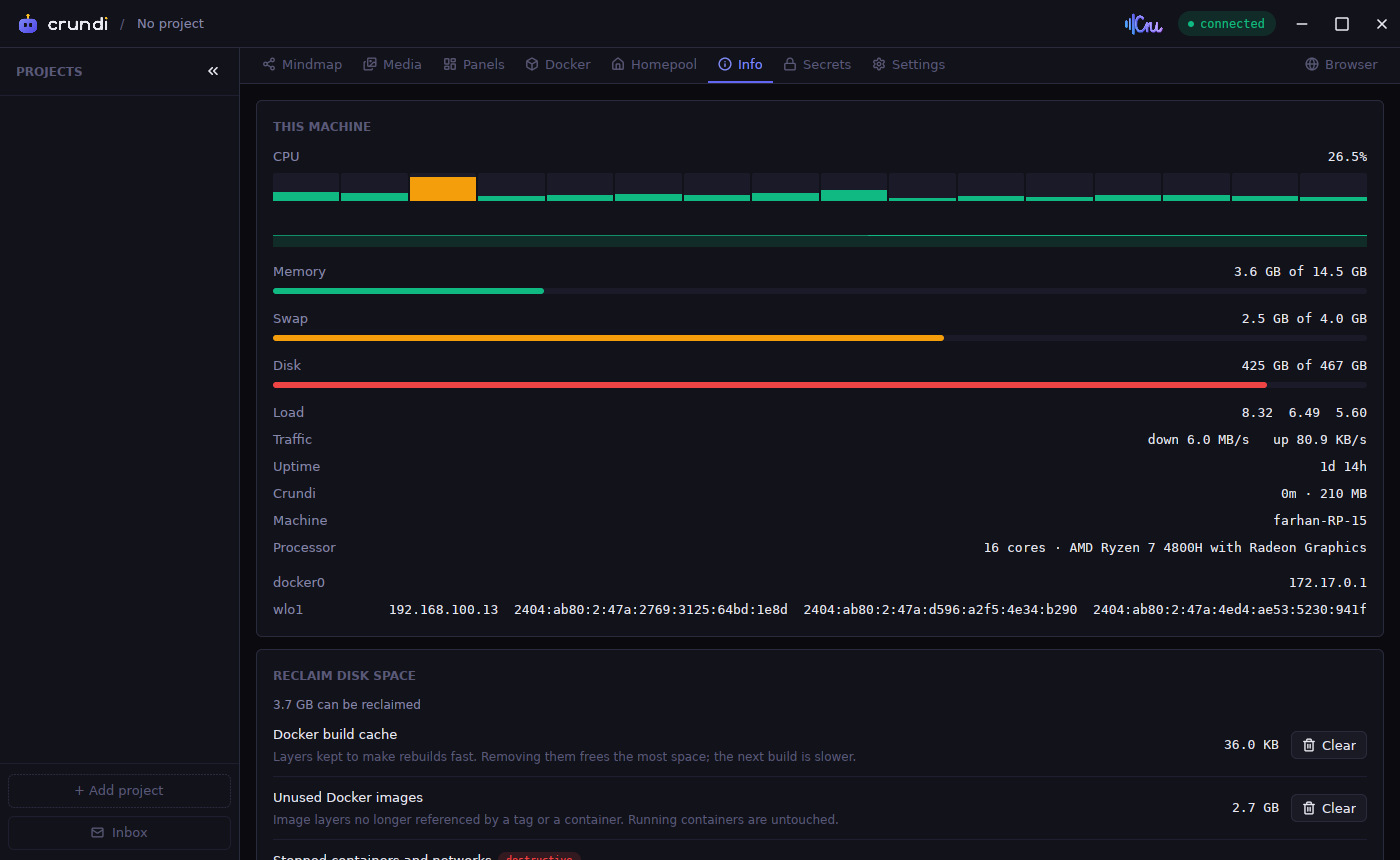 crundi / No project
Cru
connected
PROJECTS
Mindmap Media Panels Docker Homepool Info Secrets Settings Browser
THIS MACHINE
CPU 26.5%
Memory 3.6 GB of 14.5 GB
Swap 2.5 GB of 4.0 GB
Disk 425 GB of 467 GB
Load 8.32 6.49 5.60
Traffic down 6.0 MB/s up 80.9 KB/s
Uptime 1d 14h
Crundi 0m · 210 MB
Machine farhan-RP-15
Processor 16 cores · AMD Ryzen 7 4800H with Radeon Graphics
docker0 172.17.0.1
wlo1 192.168.100.13 2404:ab80:2:47a:2769:3125:64bd:1e8d 2404:ab80:2:47a:d596:a2f5:4e34:b290 2404:ab80:2:47a:4ed4:ae53:5230:941f
RECLAIM DISK SPACE
3.7 GB can be reclaimed
Docker build cache
Layers kept to make rebuilds fast. Removing them frees the most space; the next build is slower.
36.0 KB Clear
Unused Docker images
Image layers no longer referenced by a tag or a container. Running containers are untouched.
2.7 GB Clear
Stopped containers and networks destructive
+ Add project
Inbox